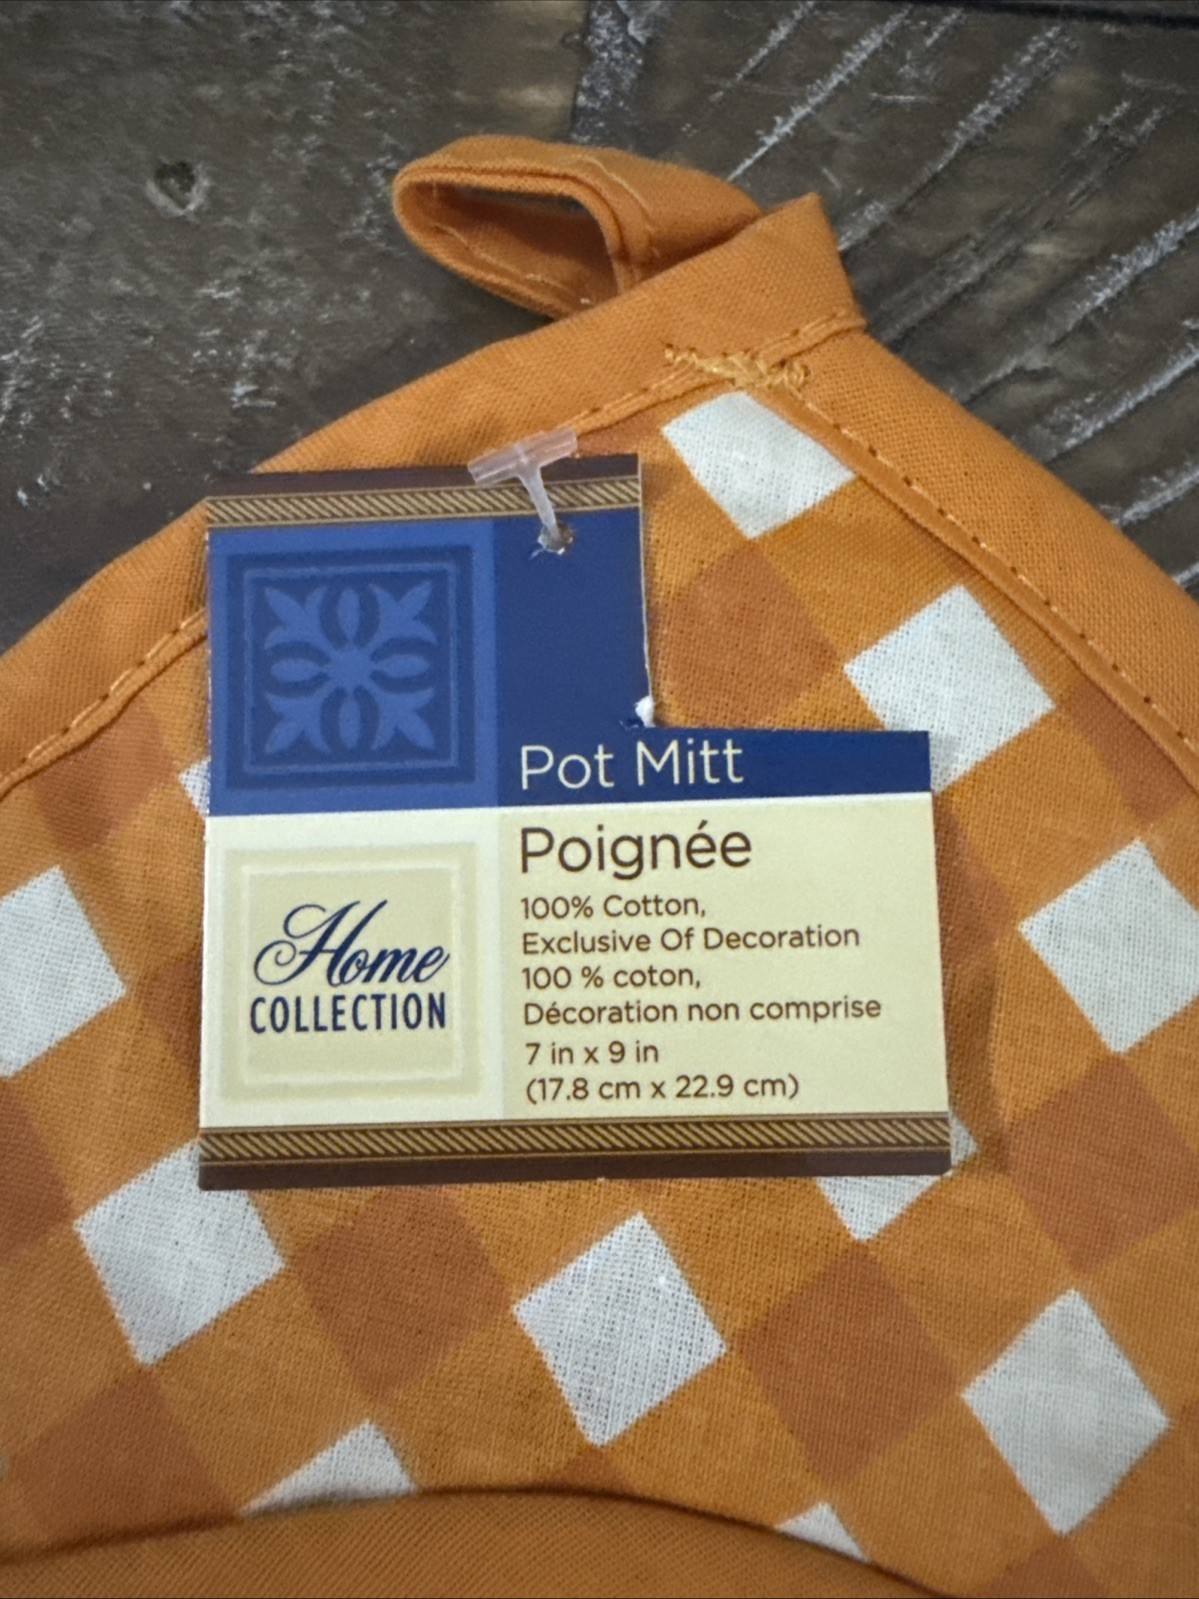 Pot Mitt
Poignée
100% Cotton,
Exclusive Of Decoration
100 % coton,
Décoration non comprise
7 in x 9 in
(17.8 cm x 22.9 cm)
Home
COLLECTION